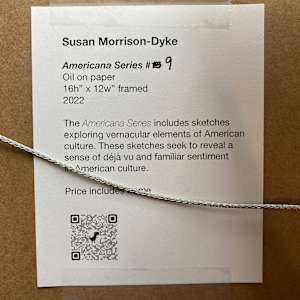 Susan Morrison-Dyke
Americana Series # 9
Oil on paper
16h” x 12w” framed
2022
The Americana Series includes sketches
exploring vernacular elements of American
culture. These sketches seek to reveal a
sense of déjà vu and familiar sentiment
American culture.
Price